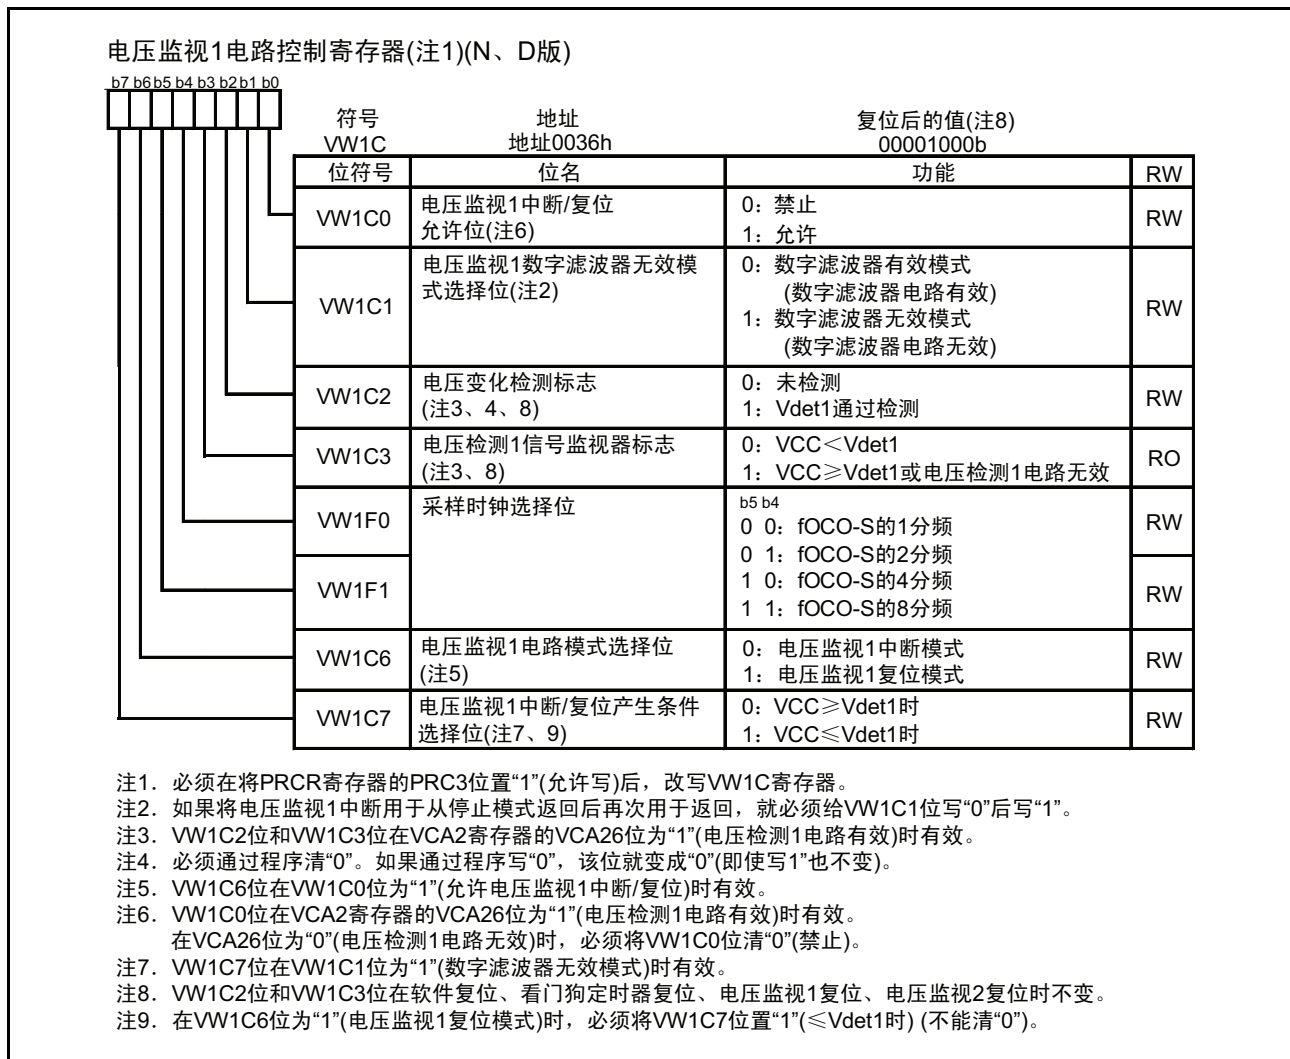 电压监视1电路控制寄存器(注1)(N、D版)
b7 b6 b5 b4 b3 b2 b1 b0
符号 地址 复位后的值(注8)
VW1C 地址0036h 00001000b
位符号 位名 功能 RW
VW1C0 电压监视1中断/复位
允许位(注6) 0：禁止
1：允许 RW
VW1C1 电压监视1数字滤波器无效模
式选择位(注2) 0：数字滤波器有效模式
(数字滤波器电路有效)
1：数字滤波器无效模式
(数字滤波器电路无效) RW
VW1C2 电压变化检测标志
(注3、4、8) 0：未检测
1：Vdet1通过检测 RW
VW1C3 电压检测1信号监视器标志
(注3、8) 0：VCC＜Vdet1
1：VCC≥Vdet1或电压检测1电路无效 RO
VW1F0 采样时钟选择位 b5 b4
0 0：fOCO-S的1分频 RW
0 1：fOCO-S的2分频
VW1F1 1 0：fOCO-S的4分频 RW
1 1：fOCO-S的8分频
VW1C6 电压监视1电路模式选择位
(注5) 0：电压监视1中断模式
1：电压监视1复位模式 RW
VW1C7 电压监视1中断/复位产生条件
选择位(注7、9) 0：VCC≥Vdet1时
1：VCC≤Vdet1时 RW
注1．必须在将PRCR寄存器的PRC3位置“1”(允许写)后，改写VW1C寄存器。
注2．如果将电压监视1中断用于从停止模式返回后再次用于返回，就必须给VW1C1位写“0”后写“1”。
注3．VW1C2位和VW1C3位在VCA2寄存器的VCA26位为“1”(电压检测1电路有效)时有效。
注4．必须通过程序清“0”。如果通过程序写“0”，该位就变成“0”(即使写1”也不变)。
注5．VW1C6位在VW1C0位为“1”(允许电压监视1中断/复位)时有效。
注6．VW1C0位在VCA2寄存器的VCA26位为“1”(电压检测1电路有效)时有效。
在VCA26位为“0”(电压检测1电路无效)时，必须将VW1C0位清“0”(禁止)。
注7．VW1C7位在VW1C1位为“1”(数字滤波器无效模式)时有效。
注8．VW1C2位和VW1C3位在软件复位、看门狗定时器复位、电压监视1复位、电压监视2复位时不变。
注9．在VW1C6位为“1”(电压监视1复位模式)时，必须将VW1C7位置“1”(≤Vdet1时) (不能清“0”)。